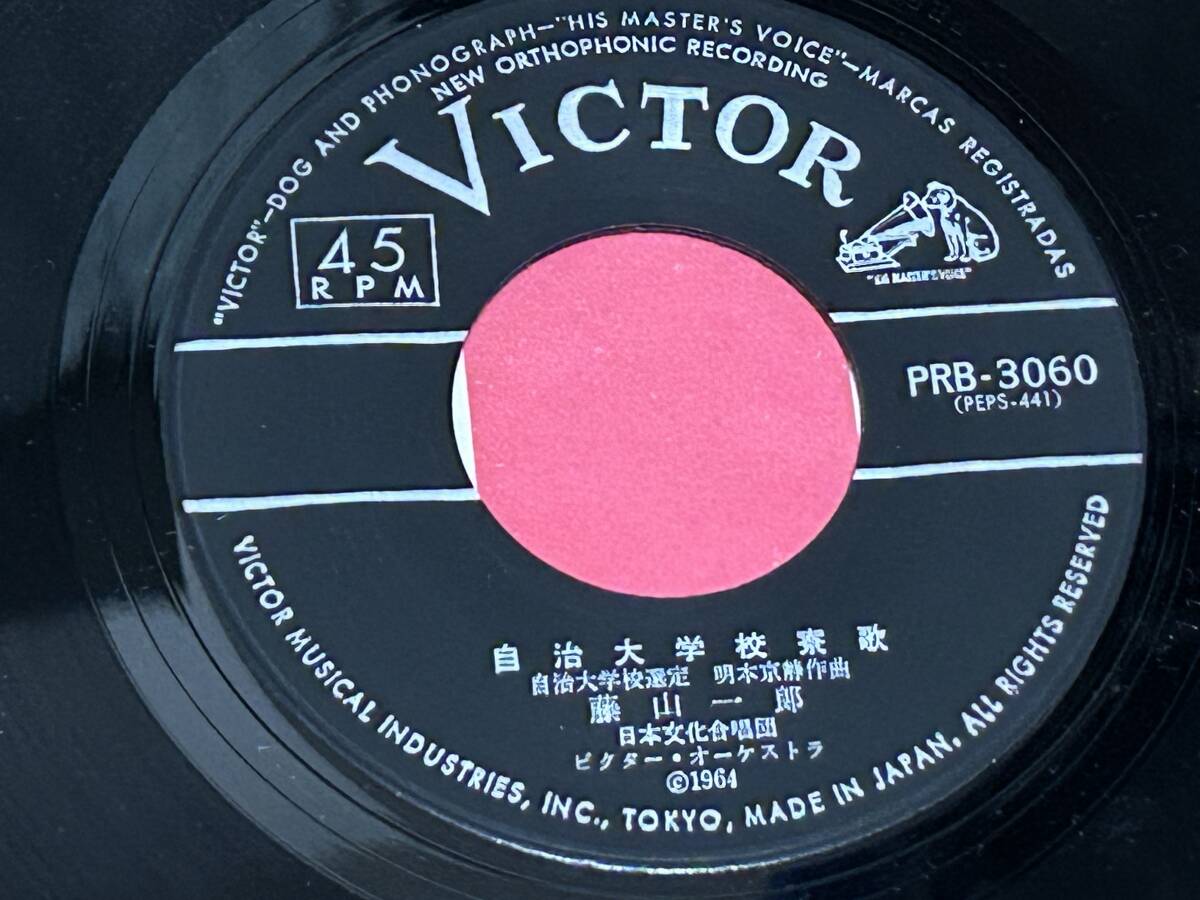 "VICTOR"–DOG AND PHONOGRAPH–"HIS MASTER'S VOICE"–MARCAS REGISTRADAS
NEW ORTHOPHONIC RECORDING
VICTOR
45
RPM
"HIS MASTER'S VOICE"
PRB-3060
(PEPS-441)
自治大学校寮歌
自治大学校選定 明本京静作曲
藤山一郎
日本文化合唱団
ビクター・オーケストラ
©1964
VICTOR MUSICAL INDUSTRIES, INC., TOKYO, MADE IN JAPAN. ALL RIGHTS RESERVED